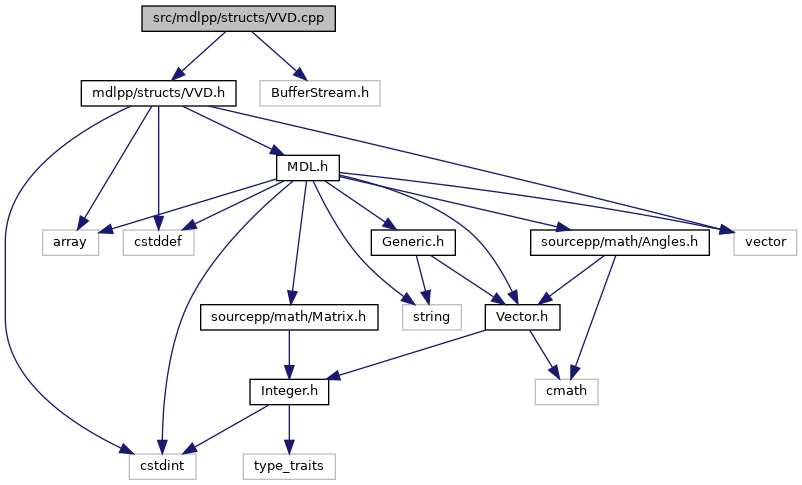 src/mdlpp/structs/VVD.cpp
mdlpp/structs/VVD.h
BufferStream.h
MDL.h
array
cstddef
Generic.h
sourcepp/math/Angles.h
vector
sourcepp/math/Matrix.h
string
Vector.h
Integer.h
cmath
cstdint
type_traits